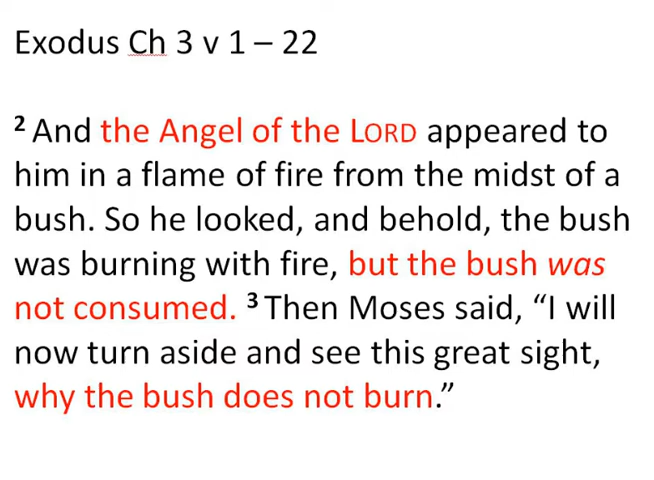 Exodus Ch 3 v 1 – 22
² And the Angel of the LORD appeared to
him in a flame of fire from the midst of a
bush. So he looked, and behold, the bush
was burning with fire, but the bush was
not consumed. ³ Then Moses said, “I will
now turn aside and see this great sight,
why the bush does not burn.”